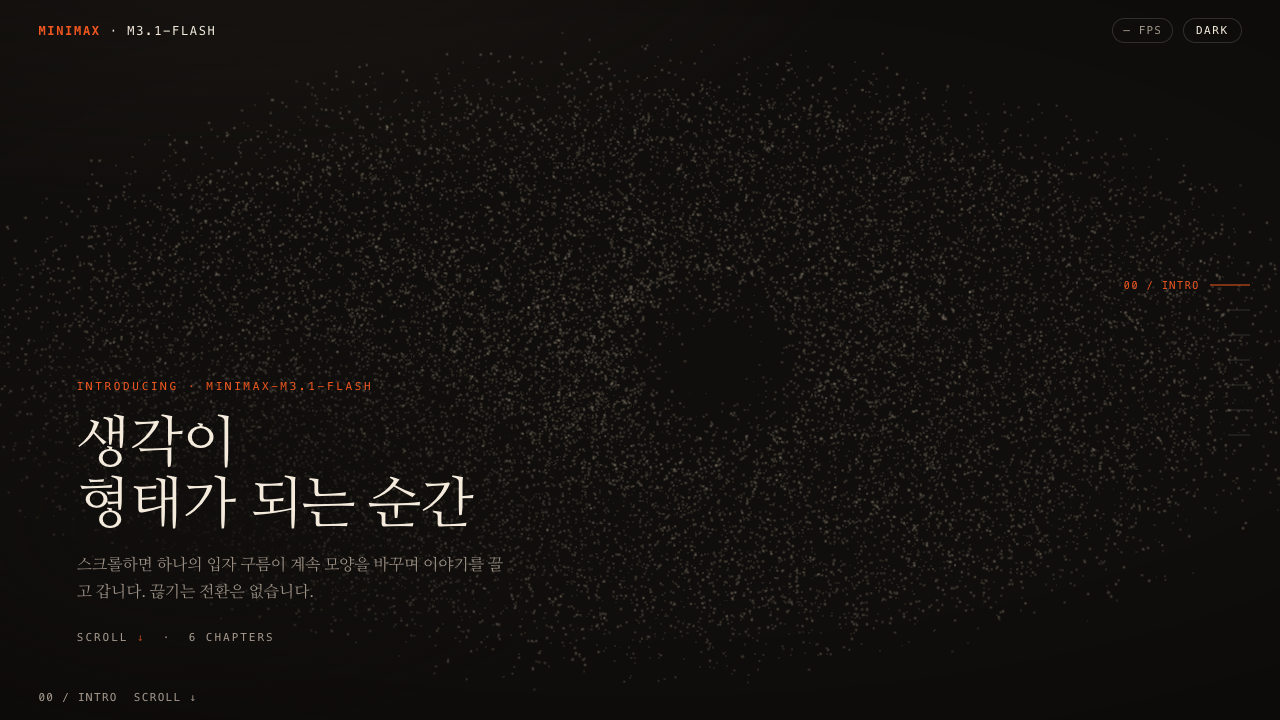 MINIMAX · M3.1-FLASH
— FPS
DARK
00 / INTRO
INTRODUCING · MINIMAX-M3.1-FLASH
생각이
형태가 되는 순간
스크롤하면 하나의 입자 구름이 계속 모양을 바꾸며 이야기를 끌
고 갑니다. 끊기는 전환은 없습니다.
SCROLL ↓ · 6 CHAPTERS
00 / INTRO SCROLL ↓